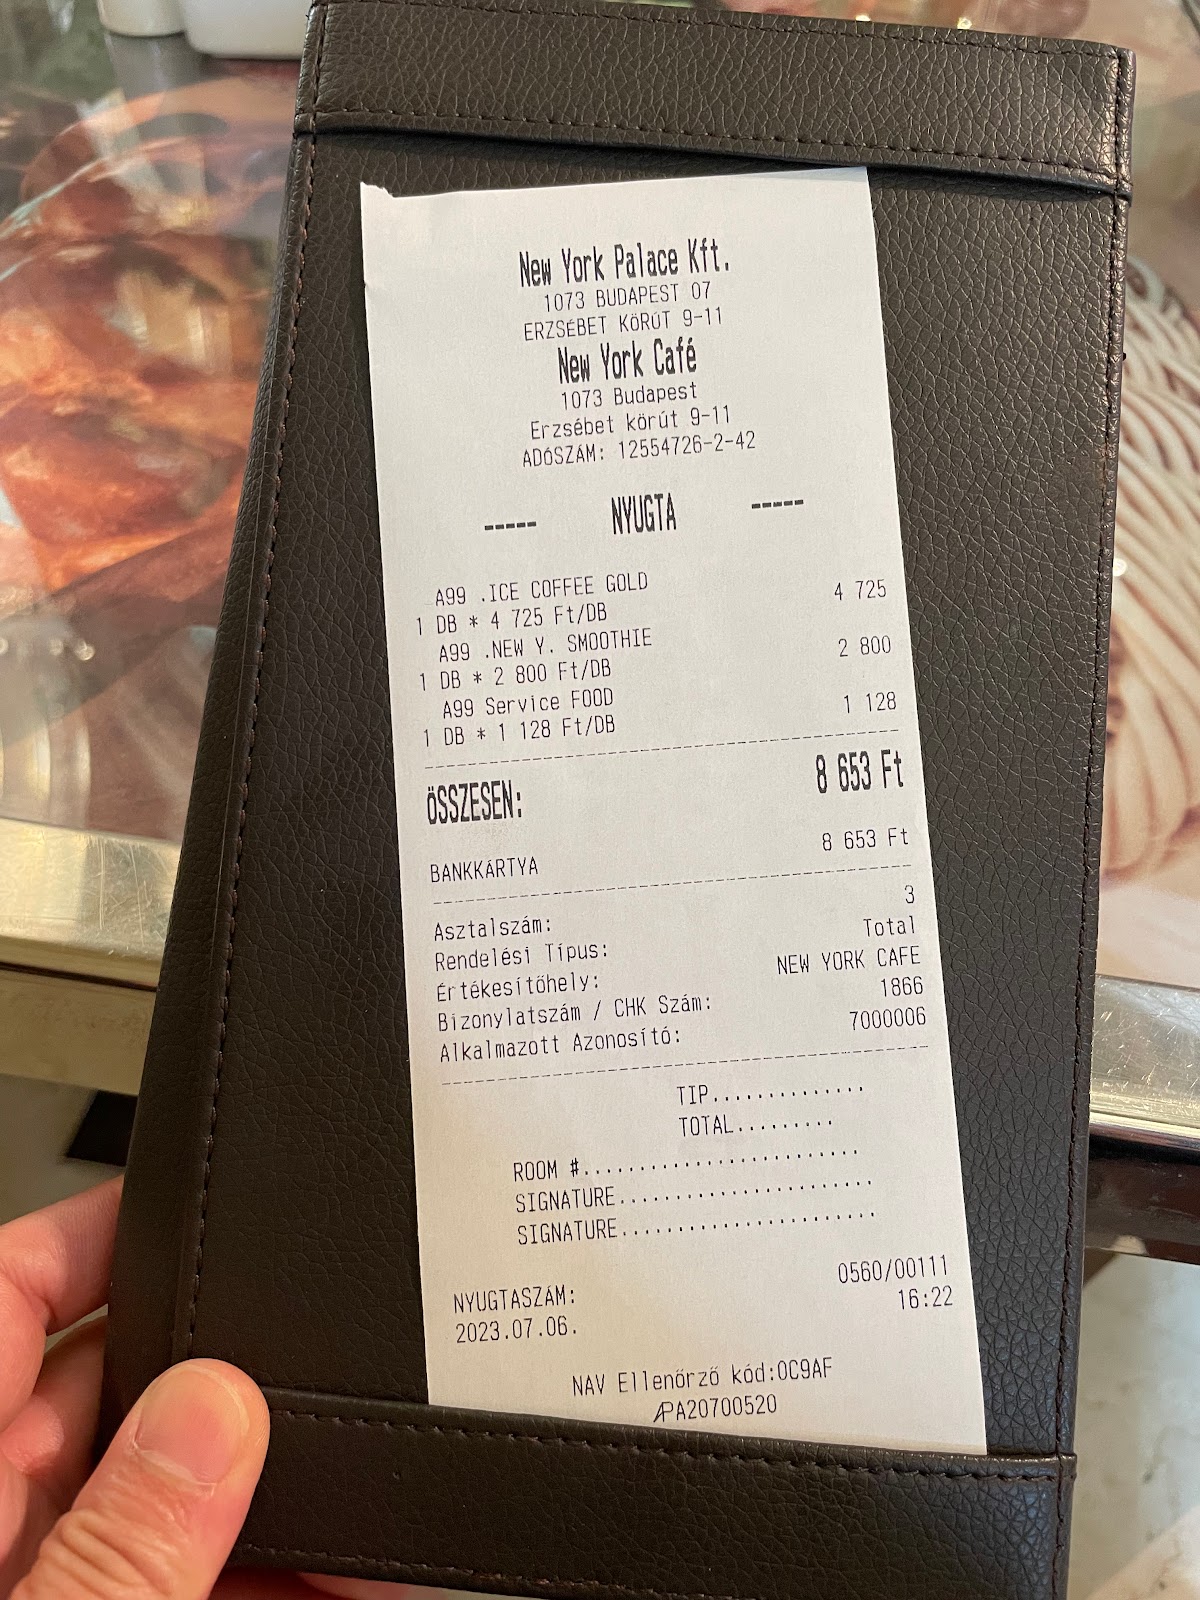 New York Palace Kft.
1073 BUDAPEST 07
ERZSÉBET KÖRÚT 9-11
New York Café
1073 Budapest
Erzsébet körút 9-11
ADÓSZÁM: 12554726-2-42
----- NYUGTA -----
A99 .ICE COFFEE GOLD
1 DB * 4 725 Ft/DB 4 725
A99 .NEW Y. SMOOTHIE
1 DB * 2 800 Ft/DB 2 800
A99 Service FOOD
1 DB * 1 128 Ft/DB 1 128
ÖSSZESEN: 8 653 Ft
BANKKÁRTYA 8 653 Ft
Asztalszám: 3
Rendelési Típus: Total
Értékesítőhely: NEW YORK CAFE
Bizonylatszám / CHK Szám: 1866
Alkalmazott Azonosító: 7000006
TIP..............
TOTAL.........
ROOM #.........................
SIGNATURE.......................
SIGNATURE.......................
NYUGTASZÁM: 0560/00111
2023.07.06. 16:22
NAV Ellenőrző kód:0C9AF
APA20700520